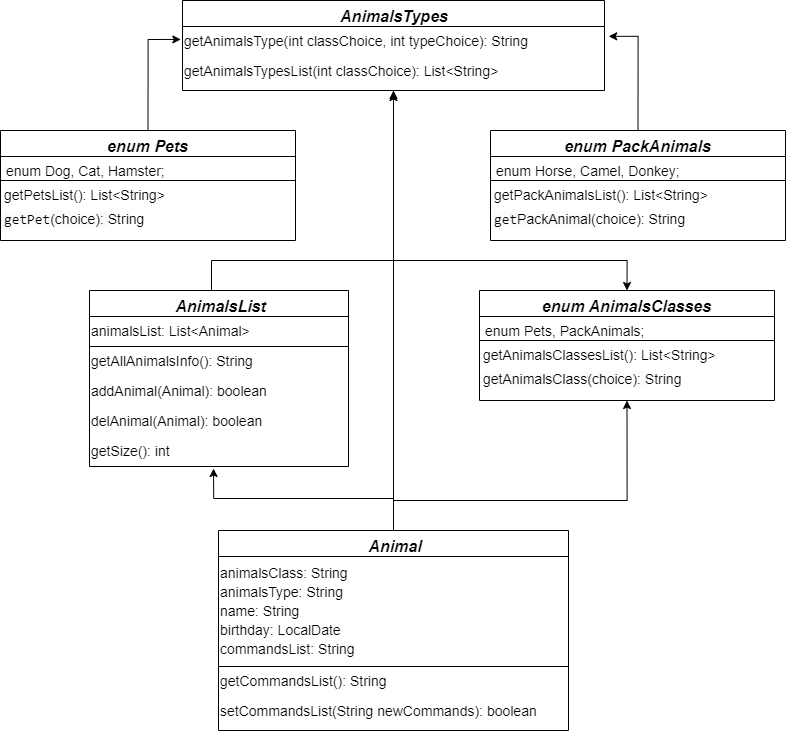 AnimalsTypes
getAnimalsType(int classChoice, int typeChoice): String
getAnimalsTypesList(int classChoice): List<String>
enum Pets
enum Dog, Cat, Hamster;
getPetsList(): List<String>
getPet(choice): String
enum PackAnimals
enum Horse, Camel, Donkey;
getPackAnimalsList(): List<String>
getPackAnimal(choice): String
AnimalsList
animalsList: List<Animal>
getAllAnimalsInfo(): String
addAnimal(Animal): boolean
delAnimal(Animal): boolean
getSize(): int
enum AnimalsClasses
enum Pets, PackAnimals;
getAnimalsClassesList(): List<String>
getAnimalsClass(choice): String
Animal
animalsClass: String
animalsType: String
name: String
birthday: LocalDate
commandsList: String
getCommandsList(): String
setCommandsList(String newCommands): boolean